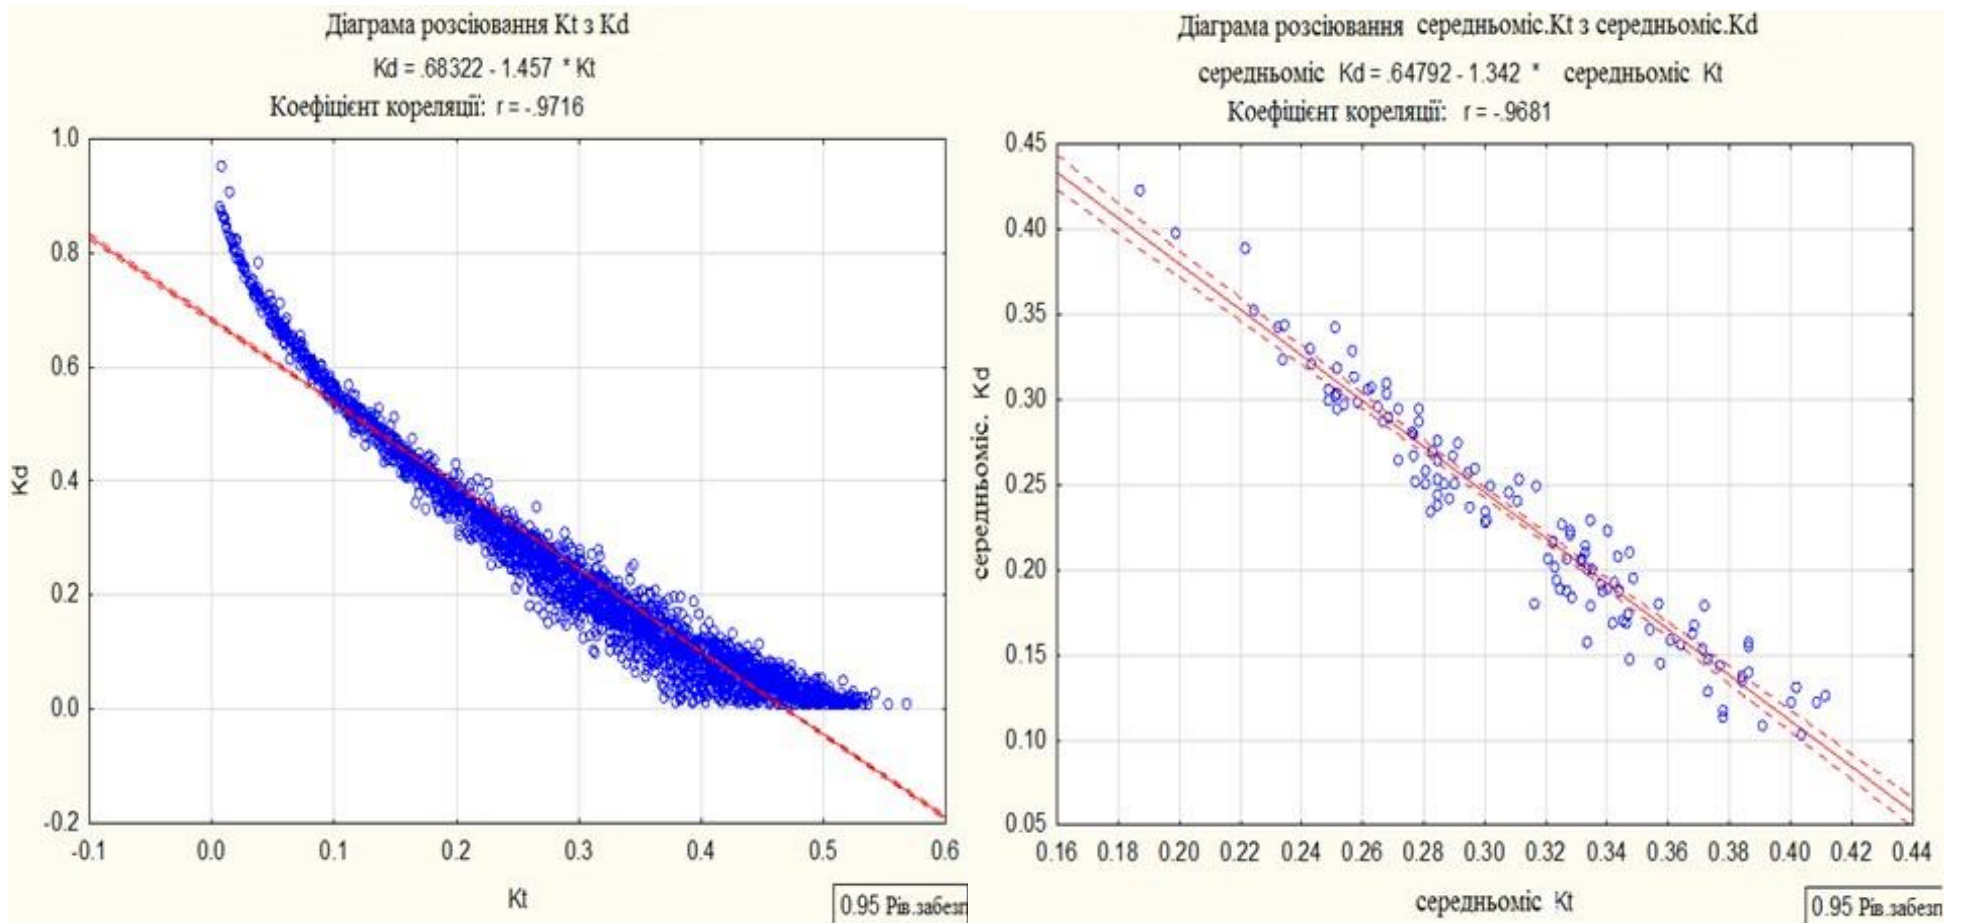 Діаграма розсіювання Kt з Kd
Kd = .68322 - 1.457 * Kt
Коефіцієнт кореляції: r = -.9716
1.0
0.8
0.6
0.4
0.2
0.0
-0.2
Kd
-0.1 0.0 0.1 0.2 0.3 0.4 0.5 0.6
Kt
0.95 Рів.забезп
Діаграма розсіювання середньоміс.Kt з середньоміс.Kd
середньоміс Kd = .64792 - 1.342 * середньоміс Kt
Коефіцієнт кореляції: r = -.9681
0.45
0.40
0.35
0.30
0.25
0.20
0.15
0.10
0.05
середньоміс. Kd
0.16 0.18 0.20 0.22 0.24 0.26 0.28 0.30 0.32 0.34 0.36 0.38 0.40 0.42 0.44
середньоміс Kt
0.95 Рів.забезп